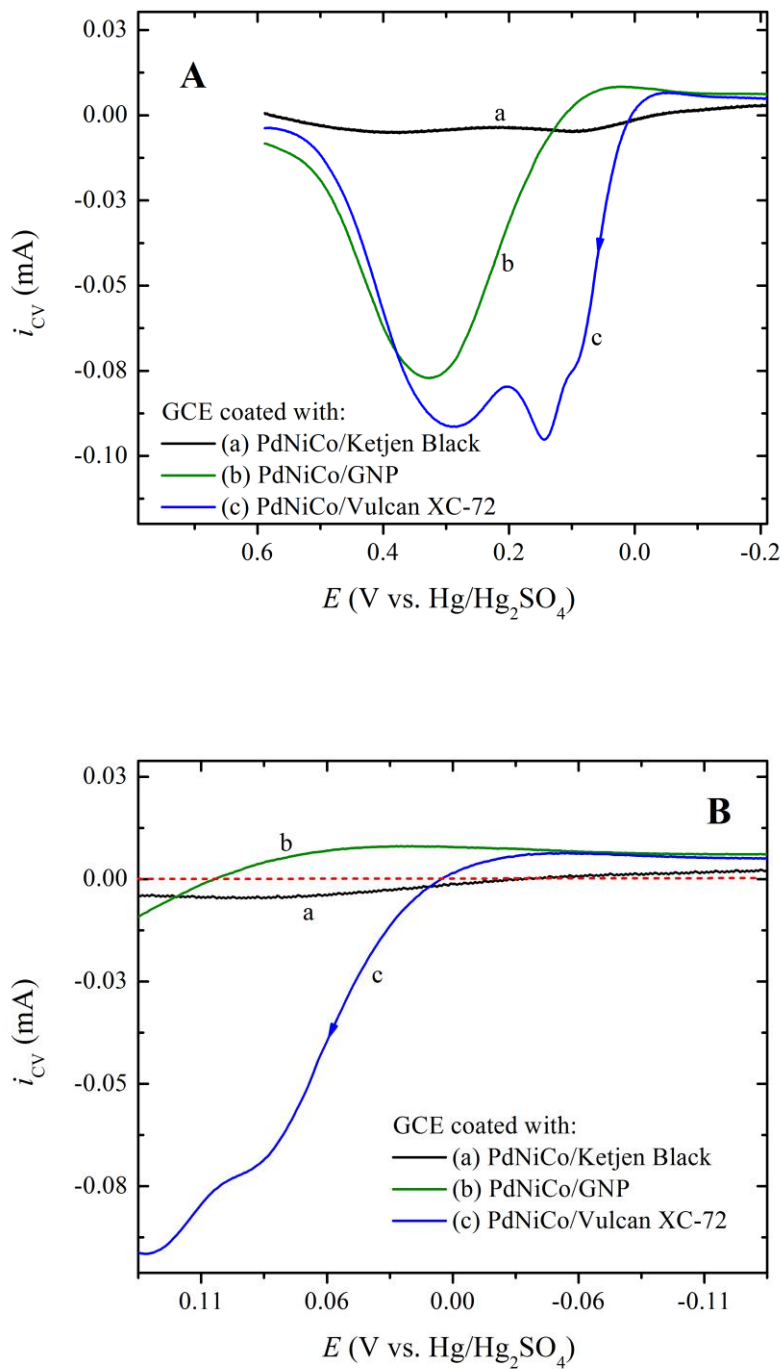 A
0.03
0.00
-0.03
-0.05
-0.08
-0.10
i_CV (mA)
a
b
c
GCE coated with:
(a) PdNiCo/Ketjen Black
(b) PdNiCo/GNP
(c) PdNiCo/Vulcan XC-72
0.6 0.4 0.2 0.0 -0.2
E (V vs. Hg/Hg₂SO₄)
B
0.03
0.00
-0.03
-0.05
-0.08
i_CV (mA)
b
a
c
GCE coated with:
(a) PdNiCo/Ketjen Black
(b) PdNiCo/GNP
(c) PdNiCo/Vulcan XC-72
0.11 0.06 0.00 -0.06 -0.11
E (V vs. Hg/Hg₂SO₄)